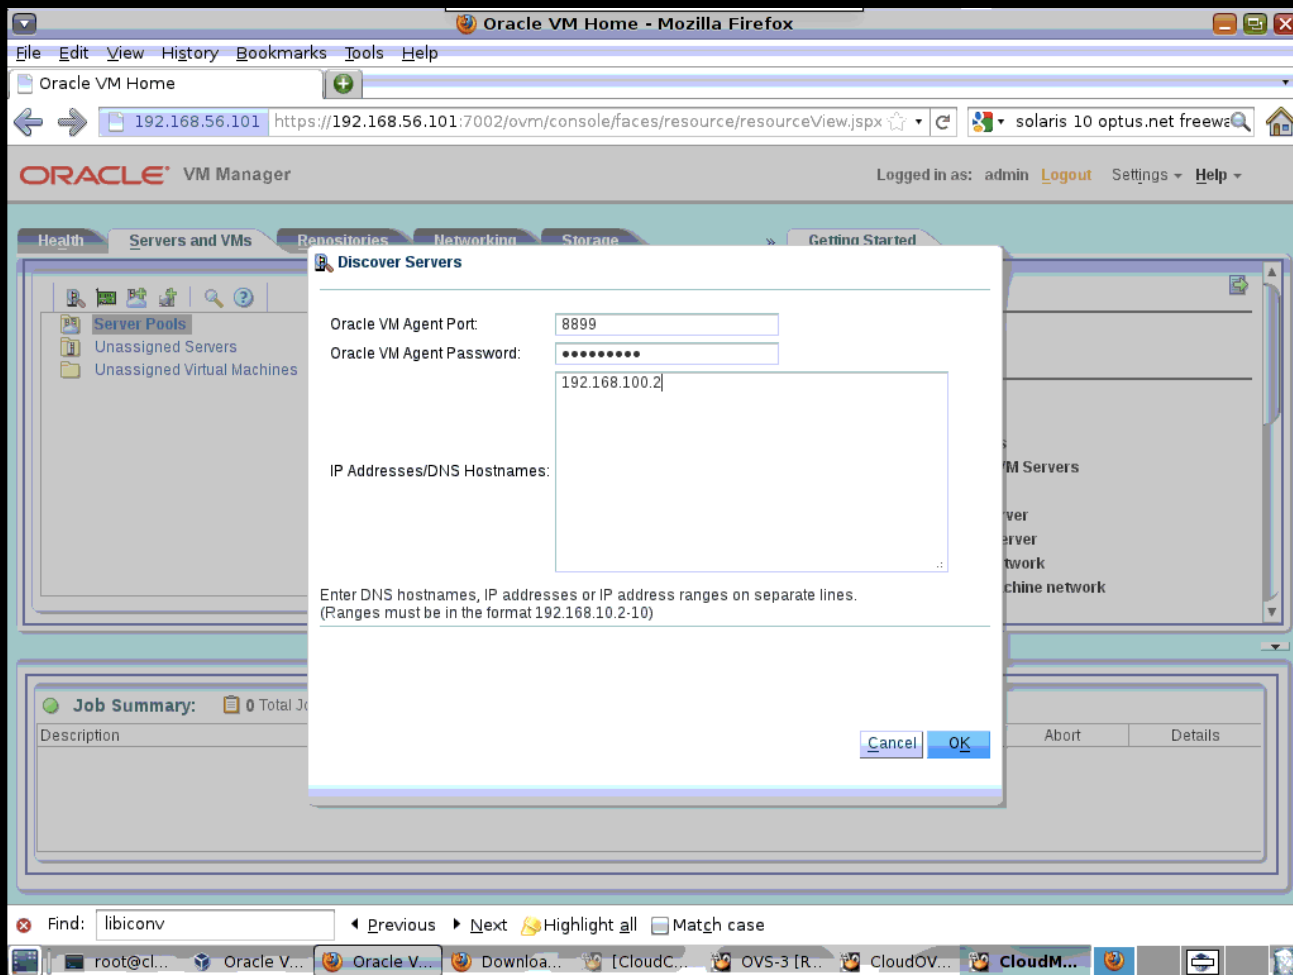 Oracle VM Home - Mozilla Firefox
File Edit View History Bookmarks Tools Help
Oracle VM Home
192.168.56.101 https://192.168.56.101:7002/ovm/console/faces/resource/resourceView.jspx solaris 10 optus.net freewa
ORACLE VM Manager Logged in as: admin Logout Settings Help
Health Servers and VMs Repositories Networking Storage » Getting Started
Discover Servers
Server Pools
Unassigned Servers
Unassigned Virtual Machines
Oracle VM Agent Port: 8899
Oracle VM Agent Password: •••••••••
192.168.100.2
IP Addresses/DNS Hostnames:
Enter DNS hostnames, IP addresses or IP address ranges on separate lines.
(Ranges must be in the format 192.168.10.2-10)
Cancel OK
s
VM Servers
ver
erver
twork
chine network
Job Summary: 0 Total Jo
Description Abort Details
Find: libiconv Previous Next Highlight all Match case
root@cl... Oracle V... Oracle V... Downloa... [CloudC... OVS-3 [R... CloudOV... CloudM...